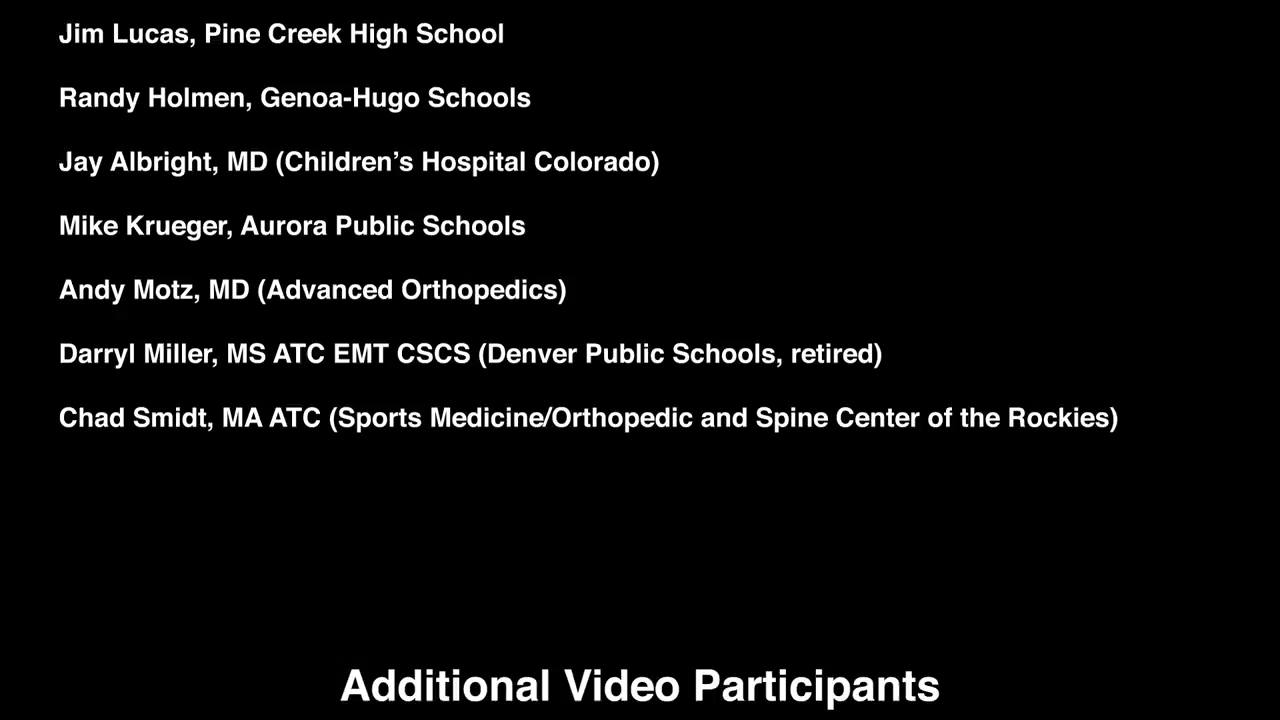 Jim Lucas, Pine Creek High School
Randy Holmen, Genoa-Hugo Schools
Jay Albright, MD (Children’s Hospital Colorado)
Mike Krueger, Aurora Public Schools
Andy Motz, MD (Advanced Orthopedics)
Darryl Miller, MS ATC EMT CSCS (Denver Public Schools, retired)
Chad Smidt, MA ATC (Sports Medicine/Orthopedic and Spine Center of the Rockies)
Additional Video Participants